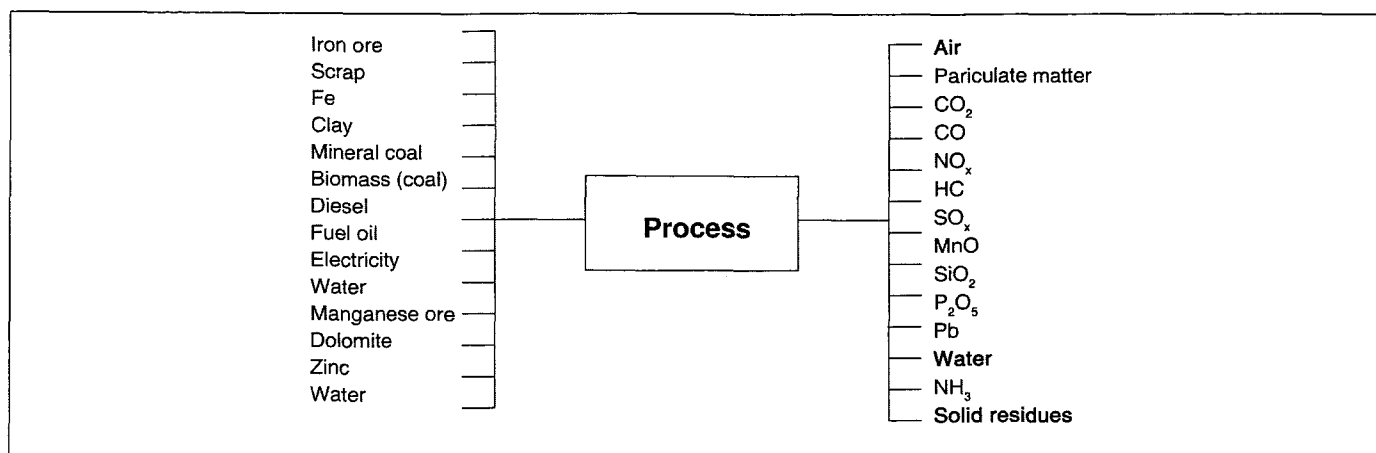 Iron ore
Scrap
Fe
Clay
Mineral coal
Biomass (coal)
Diesel
Fuel oil
Electricity
Water
Manganese ore
Dolomite
Zinc
Water
Process
Air
Pariculate matter
CO₂
CO
NOₓ
HC
SOₓ
MnO
SiO₂
P₂O₅
Pb
Water
NH₃
Solid residues